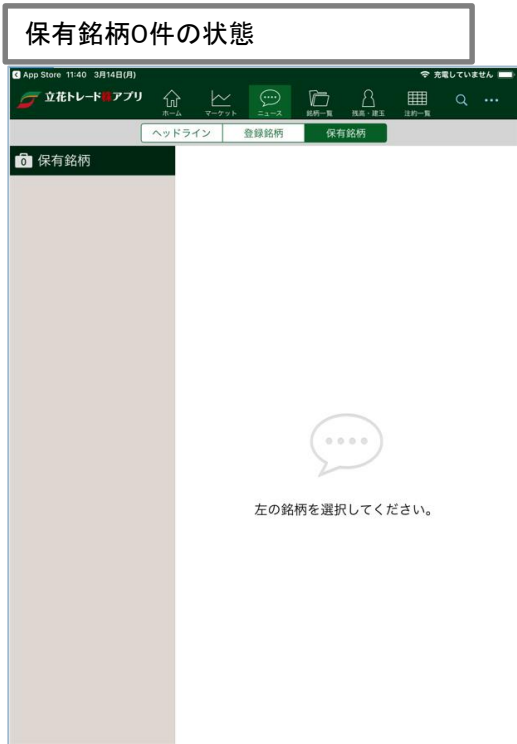 保有銘柄0件の状態
App Store 11:40 3月14日(月) 充電していません
立花トレード株アプリ
ホーム マーケット ニュース 銘柄一覧 残高・建玉 注約一覧
ヘッドライン 登録銘柄 保有銘柄
0 保有銘柄
左の銘柄を選択してください。